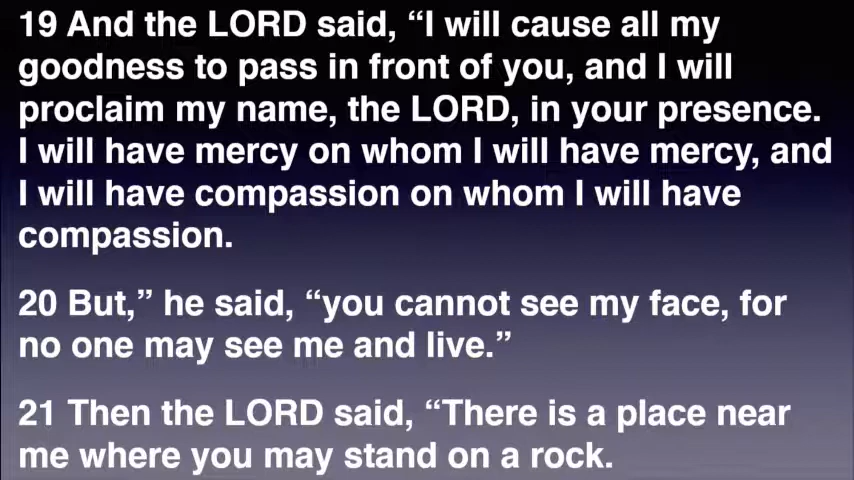 19 And the LORD said, “I will cause all my
goodness to pass in front of you, and I will
proclaim my name, the LORD, in your presence.
I will have mercy on whom I will have mercy, and
I will have compassion on whom I will have
compassion.
20 But,” he said, “you cannot see my face, for
no one may see me and live.”
21 Then the LORD said, “There is a place near
me where you may stand on a rock.